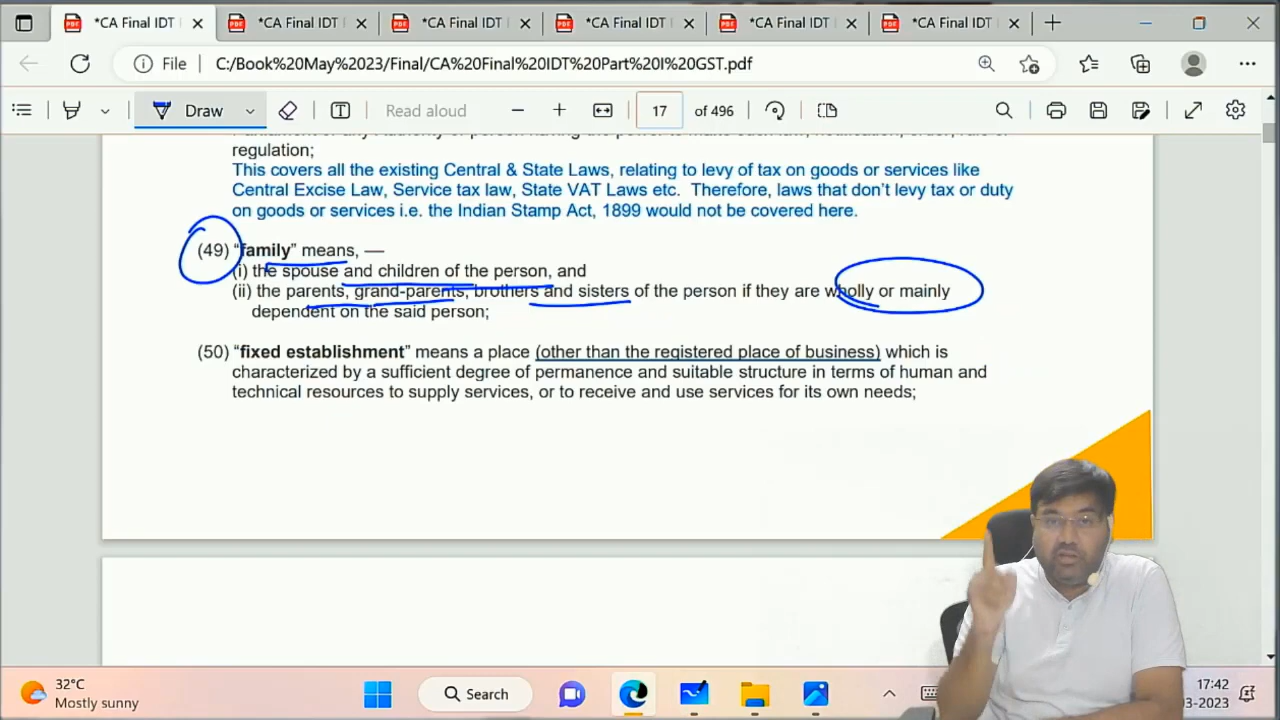 *CA Final IDT
*CA Final IDT
*CA Final IDT
*CA Final IDT
*CA Final IDT
*CA Final IDT
File C:/Book%20May%2023/Final/CA%20Final%20IDT%20Part%20I%20GST.pdf
Draw
Read aloud
17 of 496
regulation;
This covers all the existing Central & State Laws, relating to levy of tax on goods or services like
Central Excise Law, Service tax law, State VAT Laws etc. Therefore, laws that don't levy tax or duty
on goods or services i.e. the Indian Stamp Act, 1899 would not be covered here.
(49) "family" means, —
(i) the spouse and children of the person, and
(ii) the parents, grand-parents, brothers and sisters of the person if they are wholly or mainly
dependent on the said person;
(50) "fixed establishment" means a place (other than the registered place of business) which is
characterized by a sufficient degree of permanence and suitable structure in terms of human and
technical resources to supply services, or to receive and use services for its own needs;
32°C
Mostly sunny
Search
17:42
3-2023